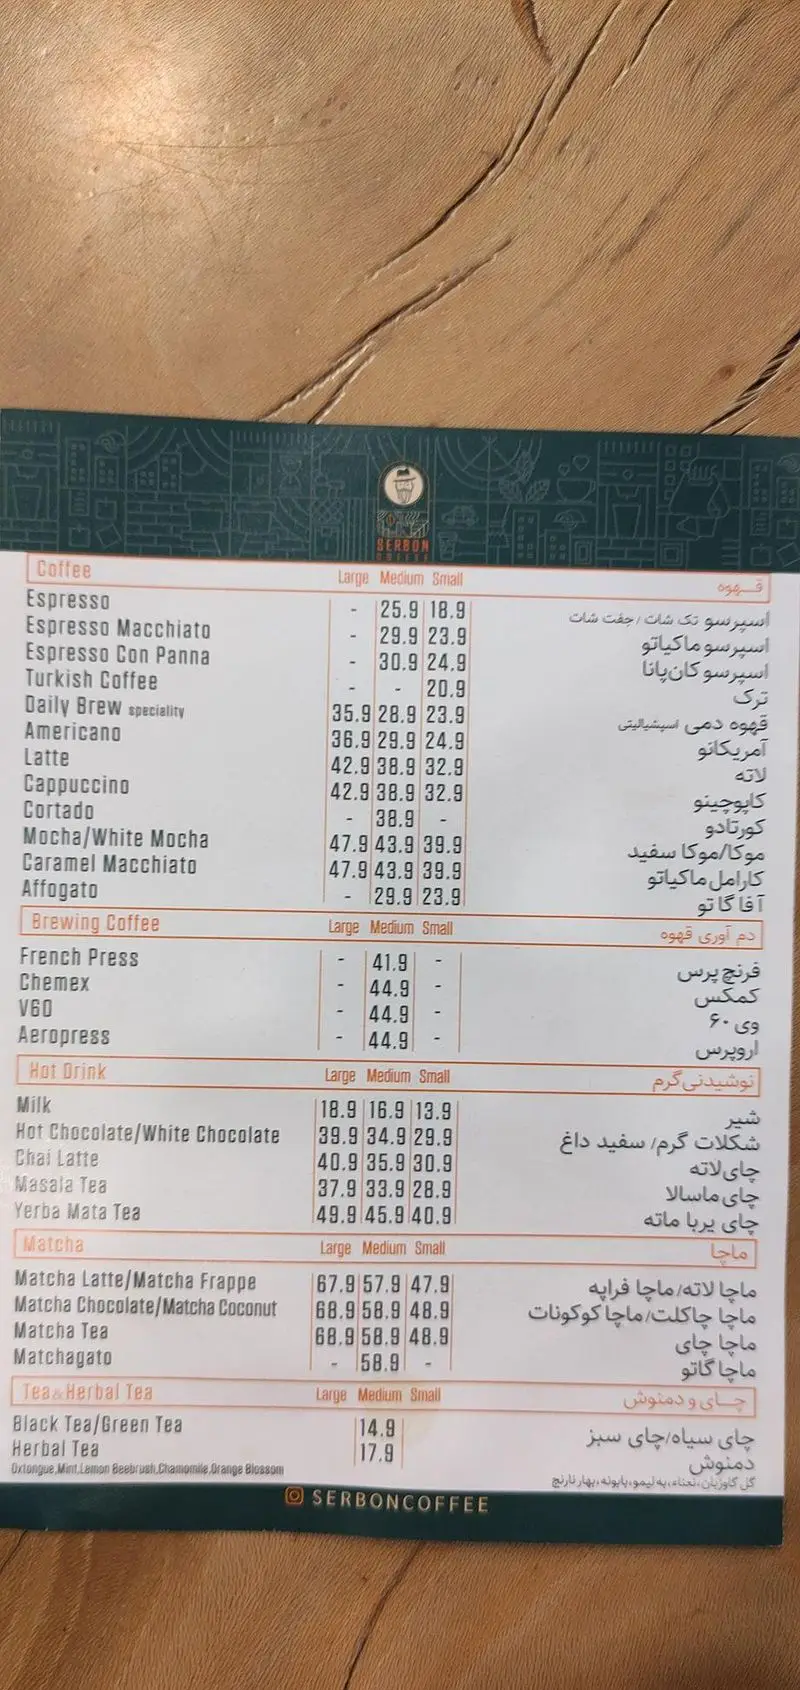 SERBON
COFFEE
Coffee Large Medium Small قهوه
Espresso - 25.9 18.9 اسپرسو تک شات / جفت شات
Espresso Macchiato - 29.9 23.9 اسپرسو ماکیاتو
Espresso Con Panna - 30.9 24.9 اسپرسو کان‌پانا
Turkish Coffee - - 20.9 ترک
Daily Brew speciality 35.9 28.9 23.9 قهوه دمی اسپشیالیتی
Americano 36.9 29.9 24.9 آمریکانو
Latte 42.9 38.9 32.9 لاته
Cappuccino 42.9 38.9 32.9 کاپوچینو
Cortado - 38.9 - کورتادو
Mocha/White Mocha 47.9 43.9 39.9 موکا/موکا سفید
Caramel Macchiato 47.9 43.9 39.9 کارامل ماکیاتو
Affogato - 29.9 23.9 آفاگاتو
Brewing Coffee Large Medium Small دم آوری قهوه
French Press - 41.9 - فرنچ پرس
Chemex - 44.9 - کمکس
V60 - 44.9 - وی ۶۰
Aeropress - 44.9 - اروپرس
Hot Drink Large Medium Small نوشیدنی گرم
Milk 18.9 16.9 13.9 شیر
Hot Chocolate/White Chocolate 39.9 34.9 29.9 شکلات گرم/ سفید داغ
Chai Latte 40.9 35.9 30.9 چای لاته
Masala Tea 37.9 33.9 28.9 چای ماسالا
Yerba Mata Tea 49.9 45.9 40.9 چای یربا ماته
Matcha Large Medium Small ماچا
Matcha Latte/Matcha Frappe 67.9 57.9 47.9 ماچا لاته/ماچا فراپه
Matcha Chocolate/Matcha Coconut 68.9 58.9 48.9 ماچا چاکلت/ماچا کوکونات
Matcha Tea 68.9 58.9 48.9 ماچا چای
Matchagato - 58.9 - ماچا گاتو
Tea&Herbal Tea Large Medium Small چای و دمنوش
Black Tea/Green Tea 14.9 چای سیاه/چای سبز
Herbal Tea 17.9 دمنوش
Oxtongue,Mint,Lemon Beebrush,Chamomile,Orange Blossom گل گاوزبان، نعناء، به لیمو، بابونه، بهار نارنج
SERBONCOFFEE